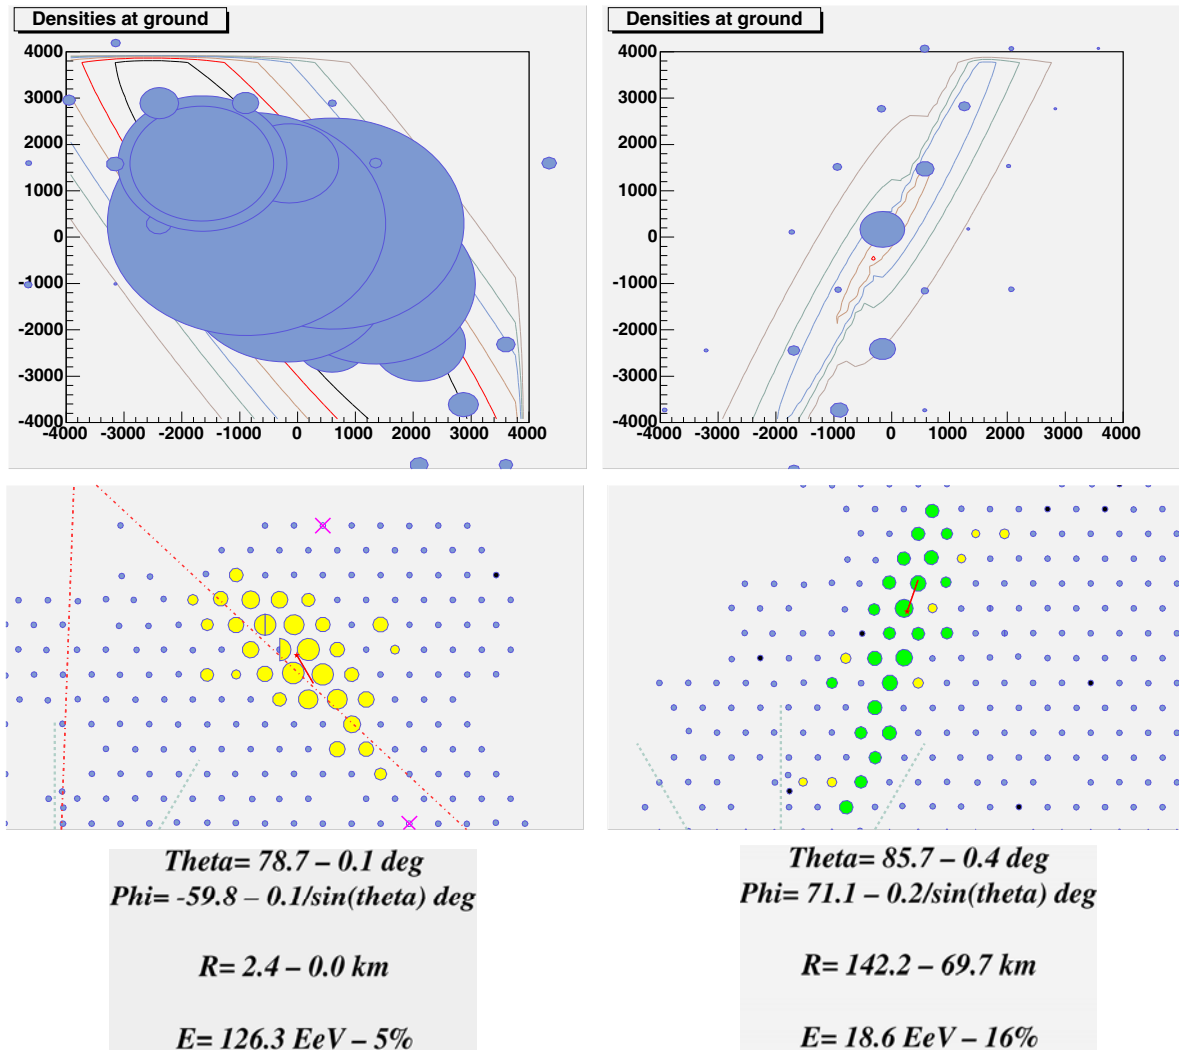 Densities at ground
4000
3000
2000
1000
0
-1000
-2000
-3000
-4000
-4000 -3000 -2000 -1000 0 1000 2000 3000 4000
Densities at ground
4000
3000
2000
1000
0
-1000
-2000
-3000
-4000
-4000 -3000 -2000 -1000 0 1000 2000 3000 4000
Theta= 78.7 – 0.1 deg
Phi= -59.8 – 0.1/sin(theta) deg
R= 2.4 – 0.0 km
E= 126.3 EeV – 5%
Theta= 85.7 – 0.4 deg
Phi= 71.1 – 0.2/sin(theta) deg
R= 142.2 – 69.7 km
E= 18.6 EeV – 16%